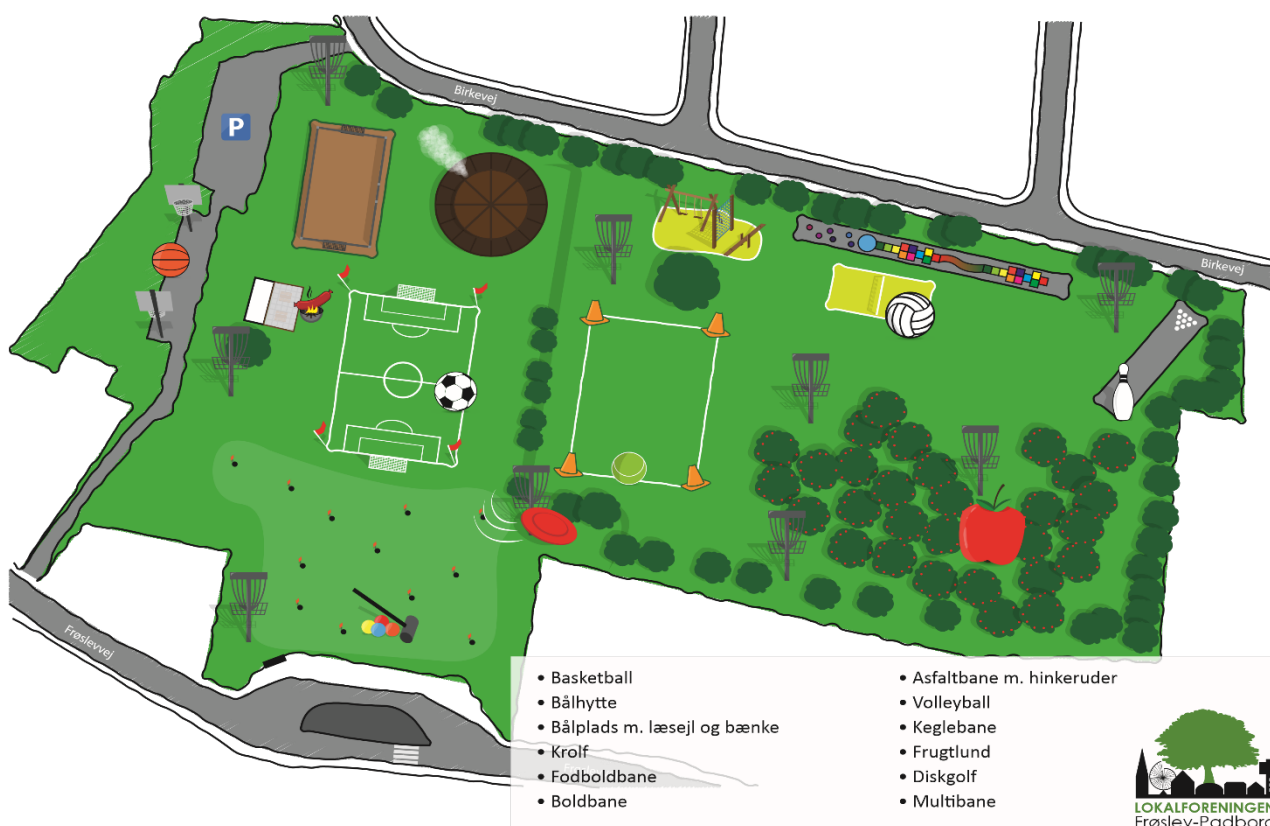 Birkevej
P
Birkevej
Frøslevvej
• Basketball
• Bålhytte
• Bålplads m. læsejl og bænke
• Krolf
• Fodboldbane
• Boldbane
• Asfaltbane m. hinkeruder
• Volleyball
• Keglebane
• Frugtlund
• Diskgolf
• Multibane
LOKALFORENINGEN
Frøslev-Padborg